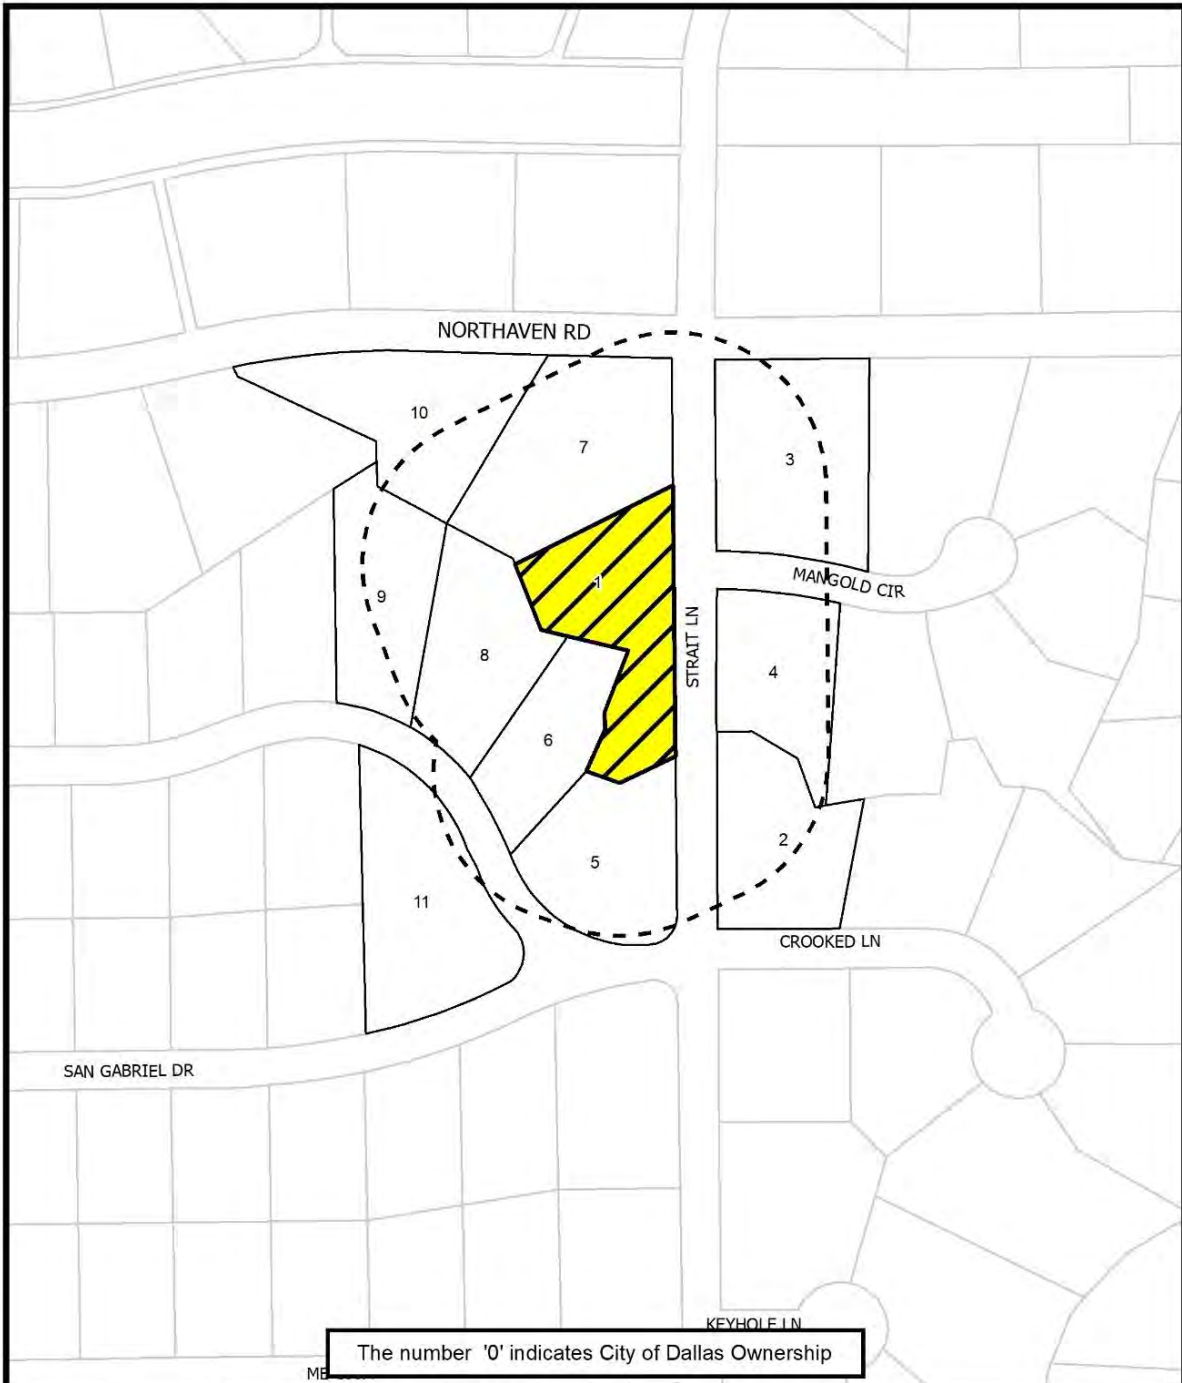 NORTHAVEN RD
10
7
3
1
MANGOLD CIR
9
STRAIT LN
8
4
6
2
5
11
CROOKED LN
SAN GABRIEL DR
KEYHOLE LN
The number '0' indicates City of Dallas Ownership